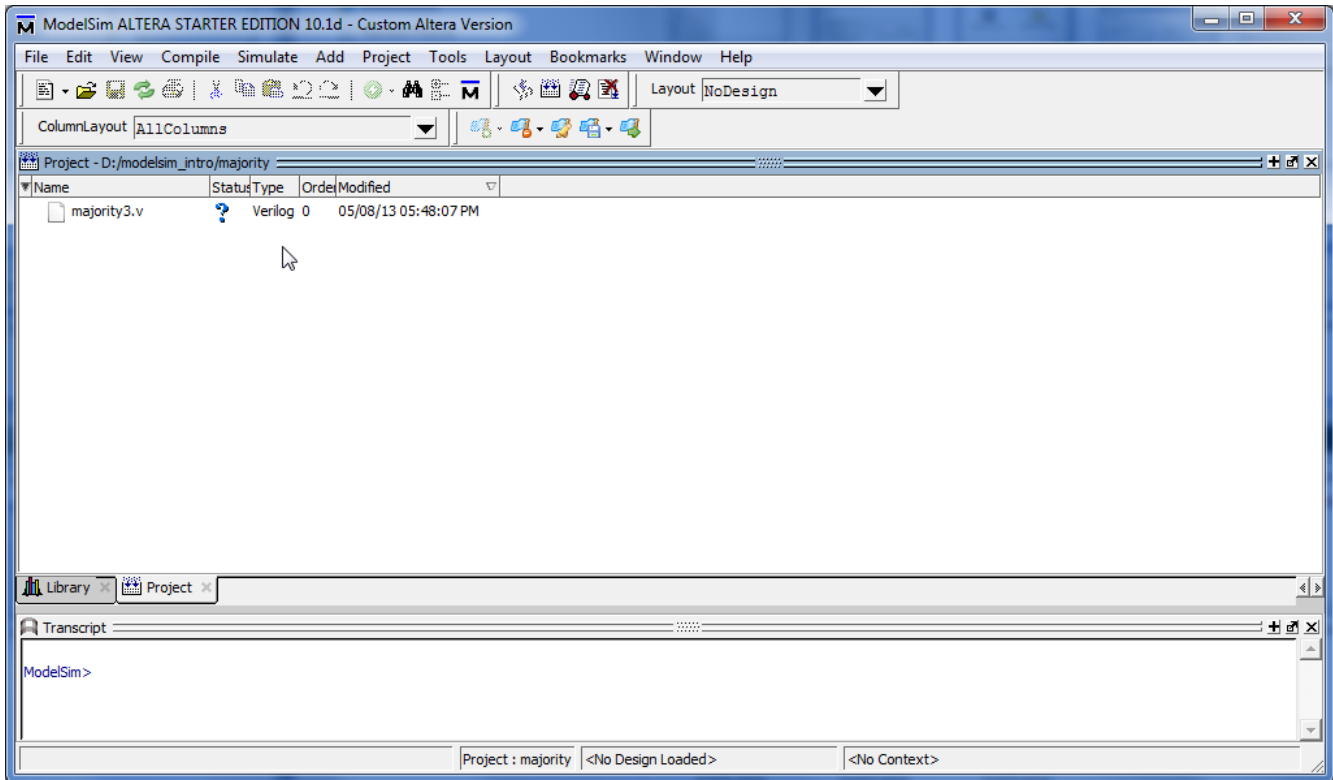 ModelSim ALTERA STARTER EDITION 10.1d - Custom Altera Version
File Edit View Compile Simulate Add Project Tools Layout Bookmarks Window Help
Layout NoDesign
ColumnLayout AllColumns
Project - D:/modelsim_intro/majority
Name Status Type Order Modified
majority3.v ? Verilog 0 05/08/13 05:48:07 PM
Library Project
Transcript
ModelSim>
Project : majority <No Design Loaded> <No Context>